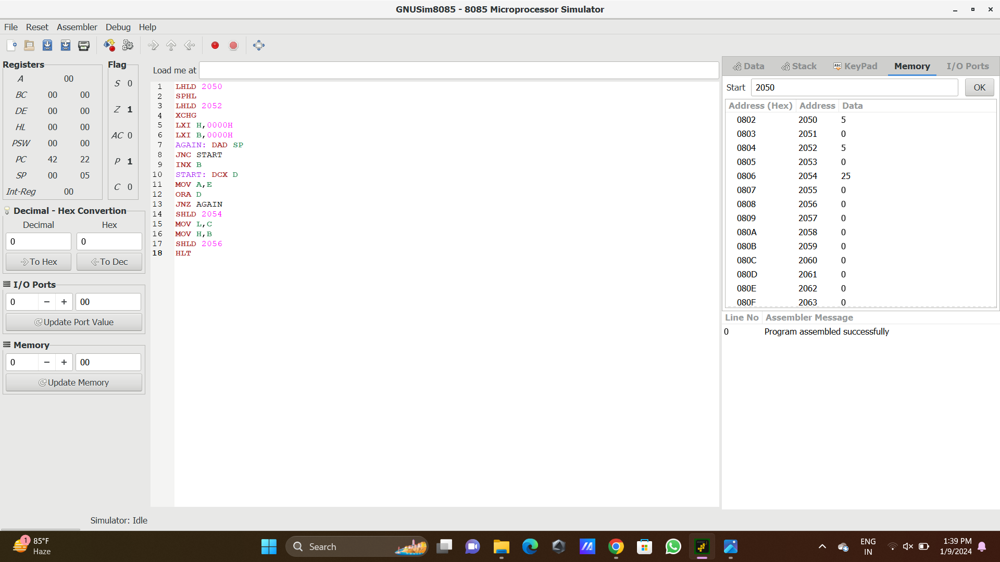 GNUSim8085 - 8085 Microprocessor Simulator
File Reset Assembler Debug Help
Registers
A 00
BC 00 00
DE 00 00
HL 00 00
PSW 00 00
PC 42 22
SP 00 05
Int-Reg 00
Flag
S 0
Z 1
AC 0
P 1
C 0
Decimal - Hex Convertion
Decimal Hex
0 0
To Hex To Dec
I/O Ports
0 − + 00
Update Port Value
Memory
0 − + 00
Update Memory
Load me at
1 LHLD 2050
2 SPHL
3 LHLD 2052
4 XCHG
5 LXI H,0000H
6 LXI B,0000H
7 AGAIN: DAD SP
8 JNC START
9 INX B
10 START: DCX D
11 MOV A,E
12 ORA D
13 JNZ AGAIN
14 SHLD 2054
15 MOV L,C
16 MOV H,B
17 SHLD 2056
18 HLT
Data Stack Abc KeyPad Memory I/O Ports
Start 2050 OK
Address (Hex) Address Data
0802 2050 5
0803 2051 0
0804 2052 5
0805 2053 0
0806 2054 25
0807 2055 0
0808 2056 0
0809 2057 0
080A 2058 0
080B 2059 0
080C 2060 0
080D 2061 0
080E 2062 0
080F 2063 0
Line No Assembler Message
0 Program assembled successfully
Simulator: Idle
1
85°F
Haze
Search
ENG
IN
1:39 PM
1/9/2024